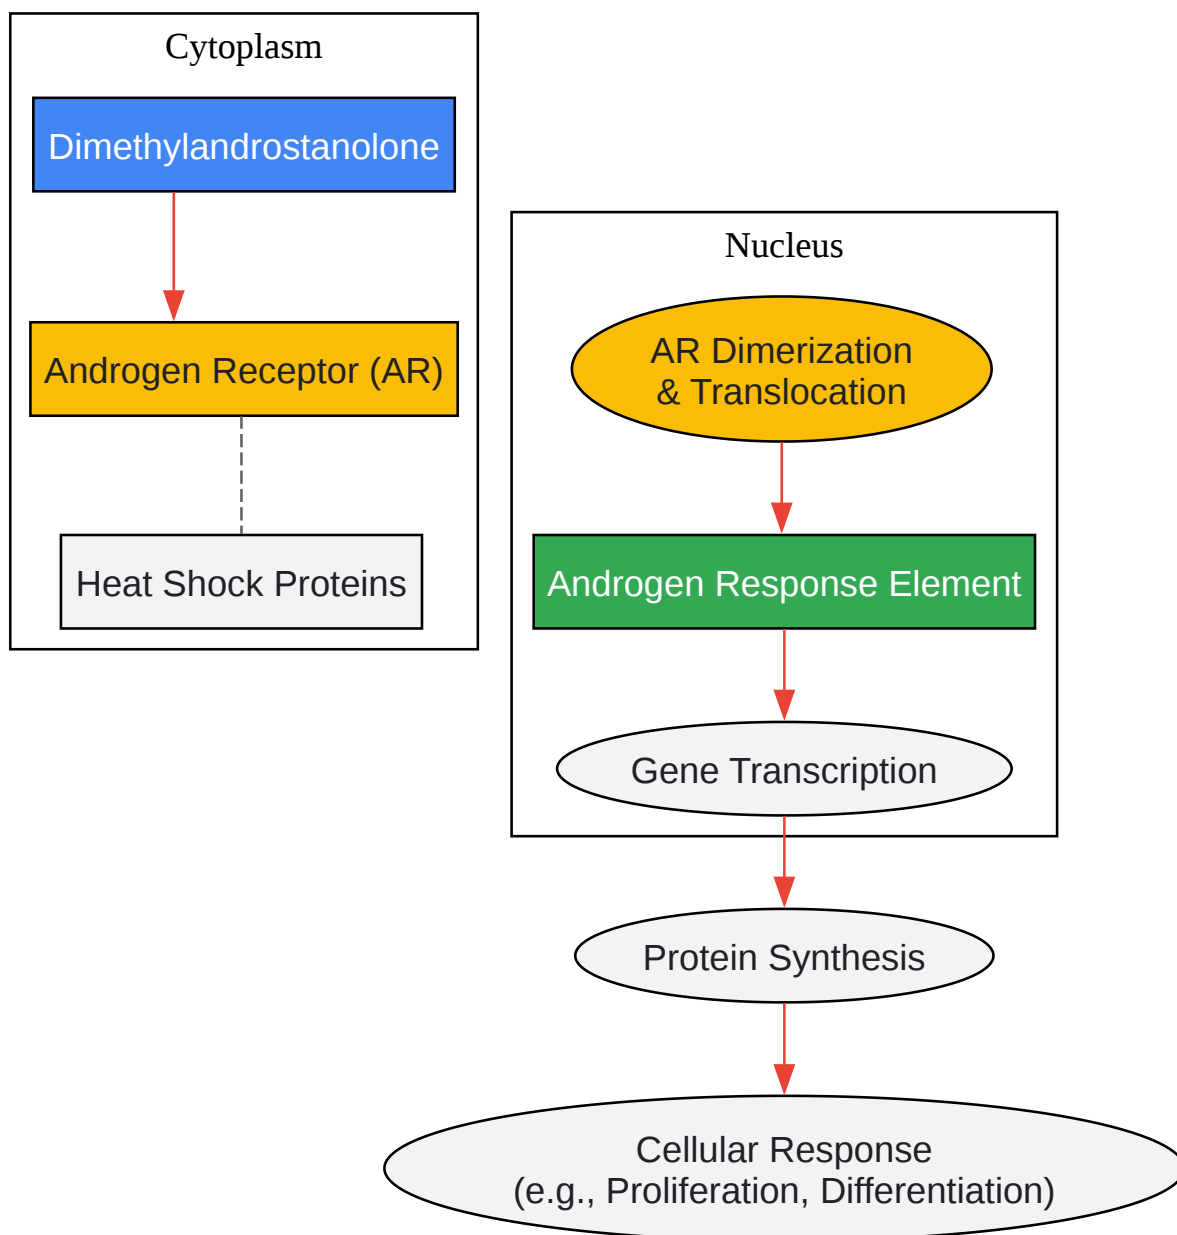 Cytoplasm
Dimethylandrostanolone
Androgen Receptor (AR)
Heat Shock Proteins
Nucleus
AR Dimerization
& Translocation
Androgen Response Element
Gene Transcription
Protein Synthesis
Cellular Response
(e.g., Proliferation, Differentiation)